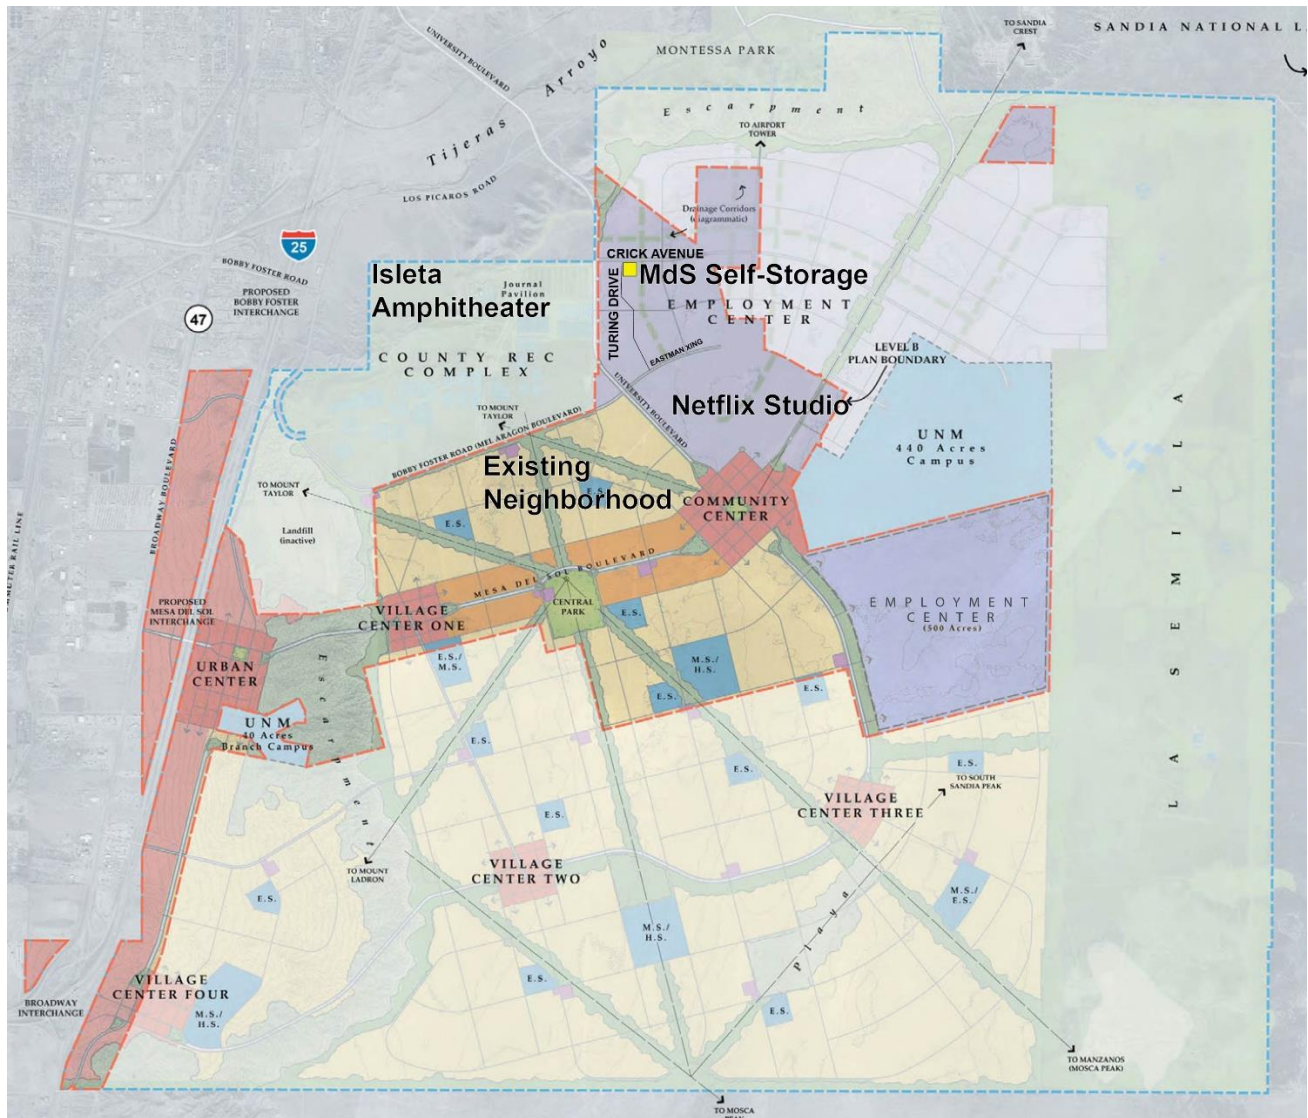 TO SANDIA
CREST
SANDIA NATIONAL L
UNIVERSITY BOULEVARD
Tijeras Arroyo
MONTESSA PARK
Escarpment
TO AIRPORT
TOWER
LOS PICAROS ROAD
Drainage Corridors
(diagrammatic)
25
BOBBY FOSTER ROAD
PROPOSED
BOBBY FOSTER
INTERCHANGE
47
Isleta
Amphitheater
Journal
Pavilion
CRICK AVENUE
MdS Self-Storage
TURING DRIVE
EMPLOYMENT
CENTER
EASTMAN XING
COUNTY REC
COMPLEX
LEVEL B
PLAN BOUNDARY
UNIVERSITY BOULEVARD
Netflix Studio
TO MOUNT
TAYLOR
BOBBY FOSTER ROAD (MEL ARAGON BOULEVARD)
UNM
440 Acres
Campus
Existing
Neighborhood
E.S.
COMMUNITY
CENTER
TO MOUNT
TAYLOR
Landfill
(inactive)
E.S.
BROADWAY BOULEVARD
LA SEMILLA
MESA DEL SOL BOULEVARD
PROPOSED
MESA DEL SOL
INTERCHANGE
VILLAGE
CENTER ONE
CENTRAL
PARK
E.S.
EMPLOYMENT
CENTER
(500 Acres)
URBAN
CENTER
Escarpment
E.S./
M.S.
M.S./
H.S.
E.S.
E.S.
UNM
40 Acres
Branch Campus
E.S.
E.S.
E.S.
TO SOUTH
SANDIA PEAK
VILLAGE
CENTER THREE
E.S.
TO MOUNT
LADRON
VILLAGE
CENTER TWO
E.S.
M.S./
E.S.
M.S./
H.S.
Playa
E.S.
VILLAGE
CENTER FOUR
M.S./
H.S.
E.S.
BROADWAY
INTERCHANGE
TO MANZANOS
(MOSCA PEAK)
TO MOSCA